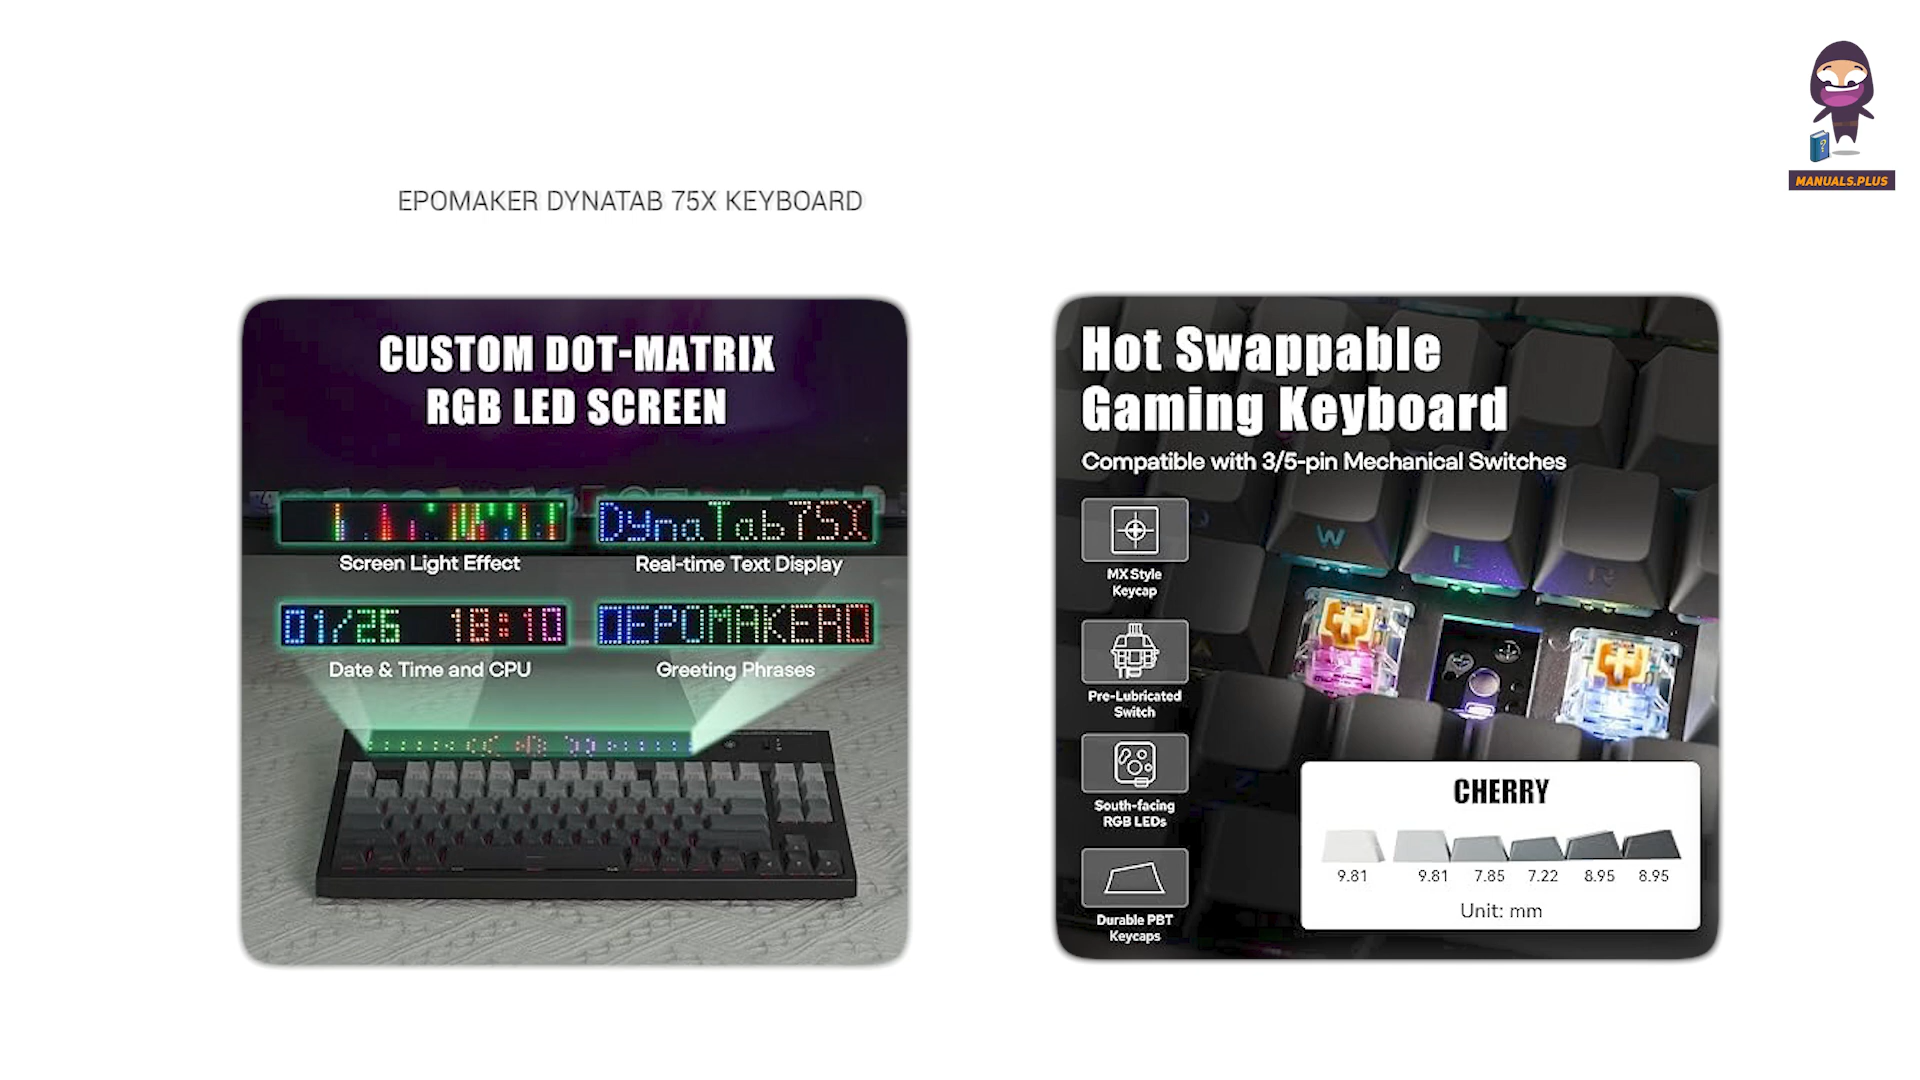 MANUALS.PLUS
EPOMAKER DYNATAB 75X KEYBOARD
CUSTOM DOT-MATRIX
RGB LED SCREEN
DynaTab75X
Screen Light Effect
Real-time Text Display
01/26 18:10
EPOMAKER
Date & Time and CPU
Greeting Phrases
Hot Swappable
Gaming Keyboard
Compatible with 3/5-pin Mechanical Switches
MX Style
Keycap
Pre-Lubricated
Switch
South-facing
RGB LEDs
Durable PBT
Keycaps
W
E
R
CHERRY
9.81 9.81 7.85 7.22 8.95 8.95
Unit: mm